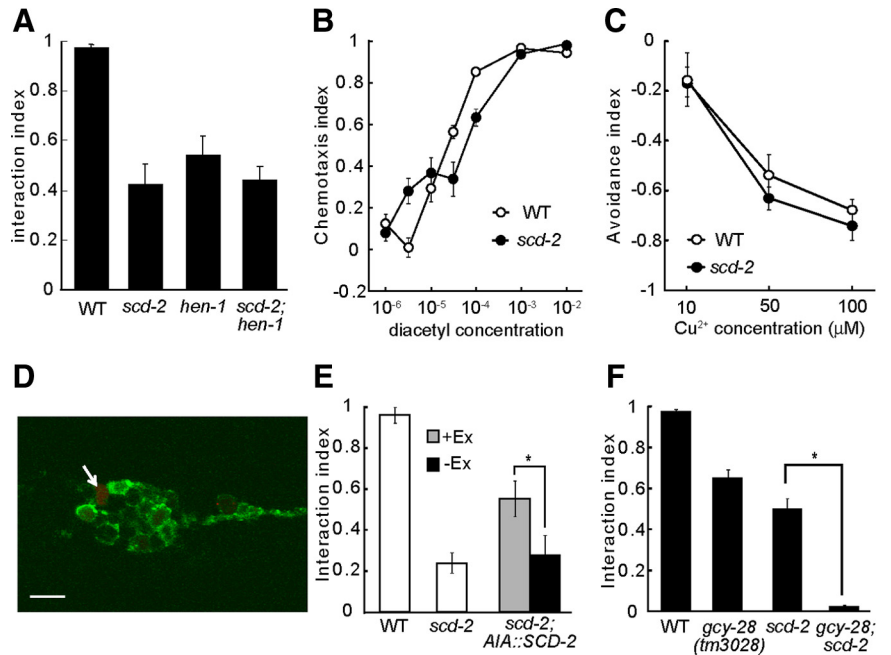 A
interaction index
1
0.8
0.6
0.4
0.2
0
WT
scd-2
hen-1
scd-2;
hen-1
B
Chemotaxis index
1
0.8
0.6
0.4
0.2
0
-0.2
WT
scd-2
10⁻⁶
10⁻⁵
10⁻⁴
10⁻³
10⁻²
diacetyl concentration
C
Avoidance index
0
-0.2
-0.4
-0.6
-0.8
-1
WT
scd-2
10
50
100
Cu²⁺ concentration (μM)
D
E
Interaction index
1
0.8
0.6
0.4
0.2
0
+Ex
-Ex
*
WT
scd-2
scd-2;
AIA::SCD-2
F
Interaction index
1
0.8
0.6
0.4
0.2
0
*
WT
gcy-28
(tm3028)
scd-2
gcy-28;
scd-2